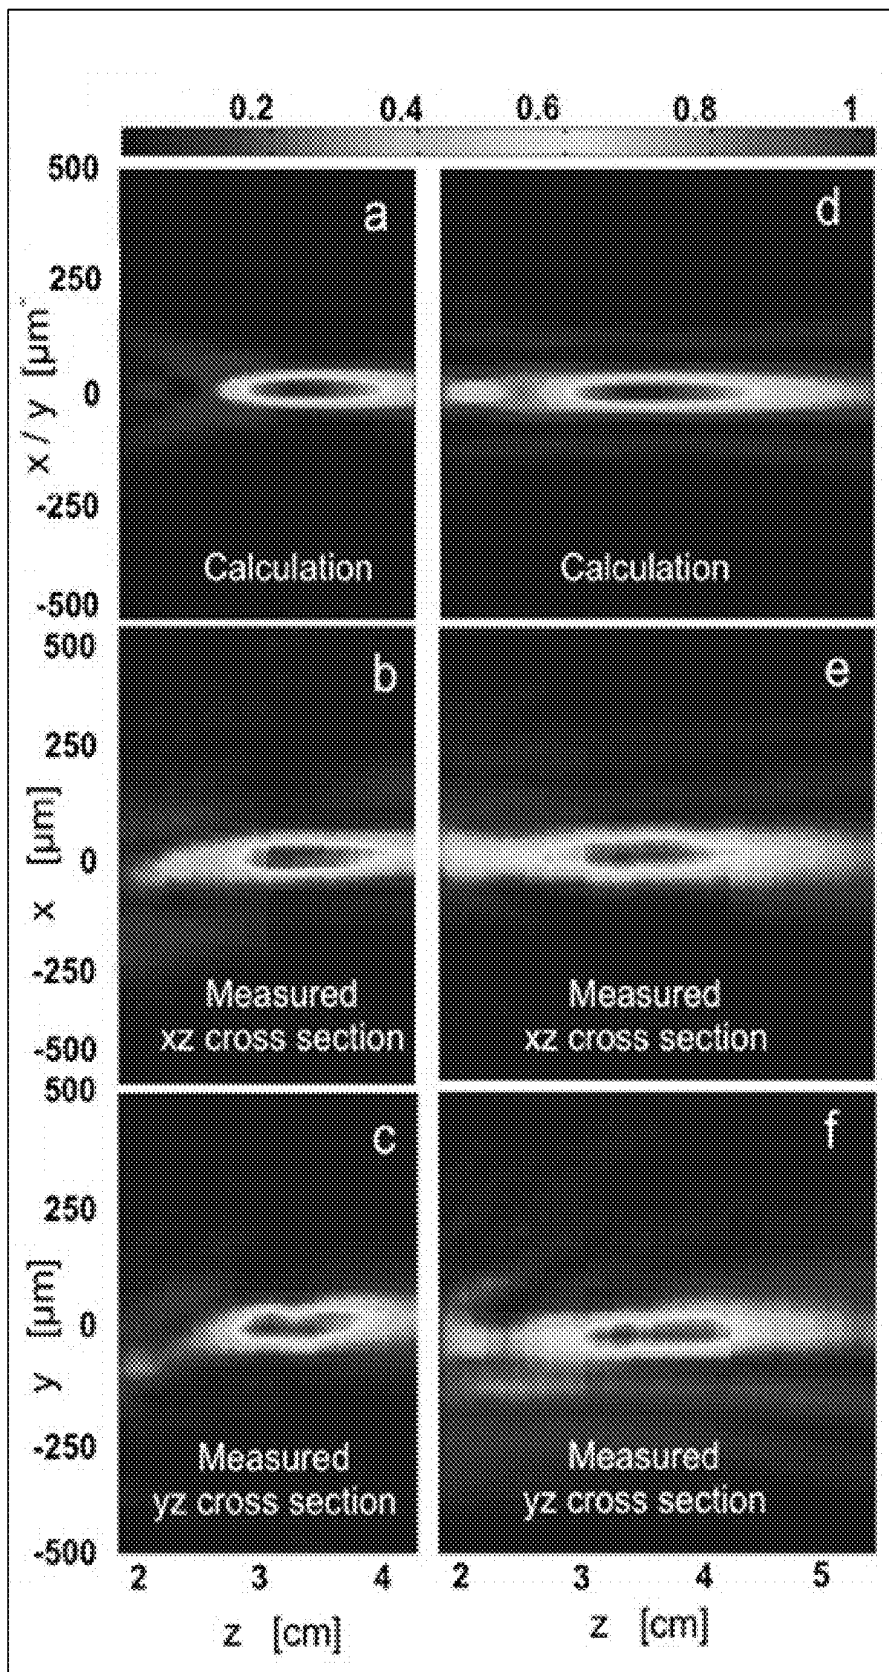 0.2 0.4 0.6 0.8 1
500
a d
250
x / y [µm]
0
-250
Calculation Calculation
-500
500
b e
250
x [µm]
0
-250
Measured Measured
xz cross section xz cross section
-500
500
c f
250
y [µm]
0
-250
Measured Measured
yz cross section yz cross section
-500
2 3 4 2 3 4 5
z [cm] z [cm]